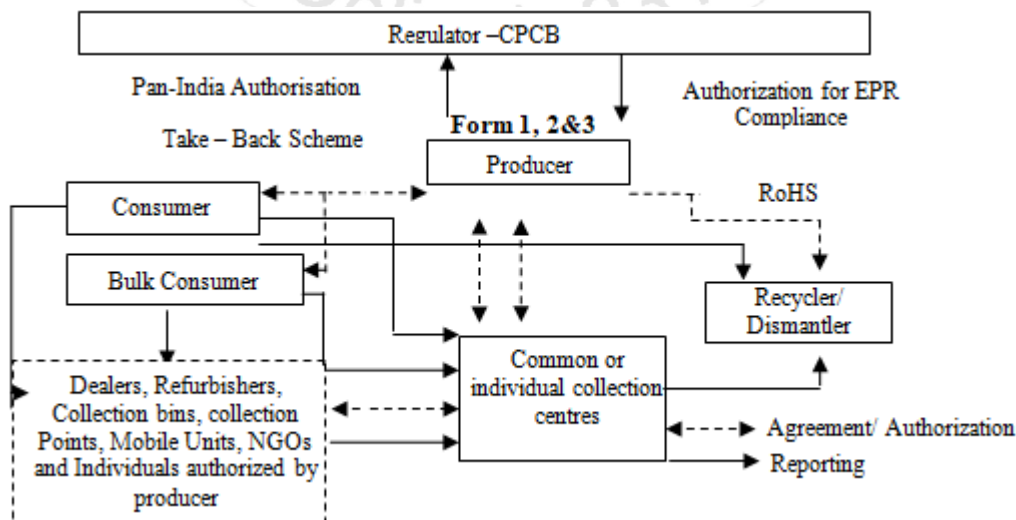 Regulator –CPCB
Pan-India Authorisation
Authorization for EPR
Compliance
Take – Back Scheme
Form 1, 2&3
Producer
RoHS
Consumer
Bulk Consumer
Recycler/
Dismantler
Dealers, Refurbishers,
Collection bins, collection
Points, Mobile Units, NGOs
and Individuals authorized by
producer
Common or
individual collection
centres
Agreement/ Authorization
Reporting